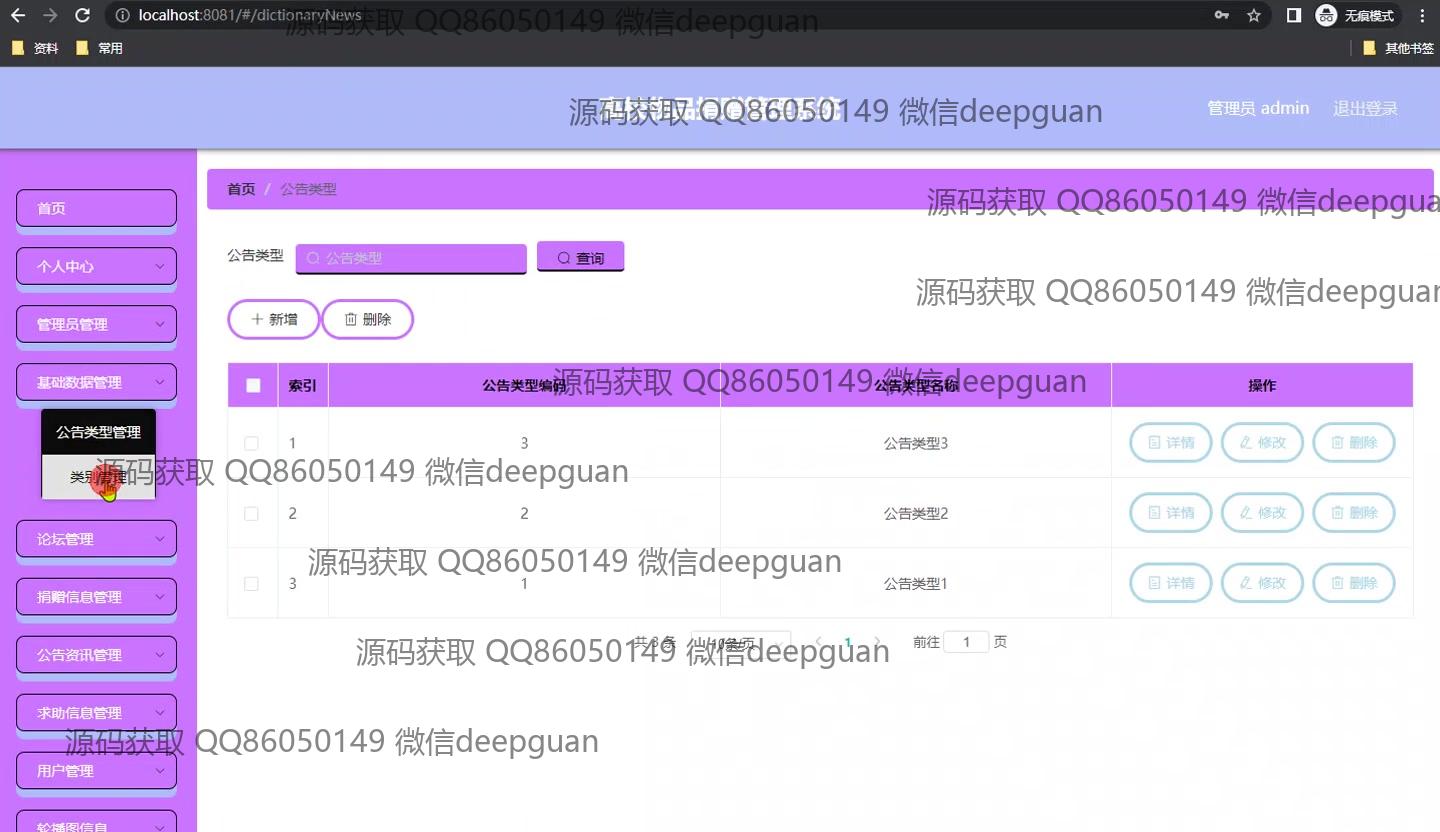 localhost:8081/#/dictionaryNews
无痕模式
资料
常用
其他书签
源码获取 QQ86050149 微信deepguan
源码获取 QQ86050149 微信deepguan
管理员 admin
退出登录
首页 / 公告类型
源码获取 QQ86050149 微信deepgua
公告类型
公告类型
查询
源码获取 QQ86050149 微信deepguan
新增
删除
首页
个人中心
管理员管理
基础数据管理
公告类型管理
类别管理
论坛管理
捐赠信息管理
公告资讯管理
求助信息管理
用户管理
轮播图信息
索引 公告类型编码 公告类型名称 操作
源码获取 QQ86050149 微信deepguan
1 3 公告类型3 详情 修改 删除
源码获取 QQ86050149 微信deepguan
2 2 公告类型2 详情 修改 删除
源码获取 QQ86050149 微信deepguan
3 1 公告类型1 详情 修改 删除
共 3 条 10条/页 1 前往 1 页
源码获取 QQ86050149 微信deepguan
源码获取 QQ86050149 微信deepguan